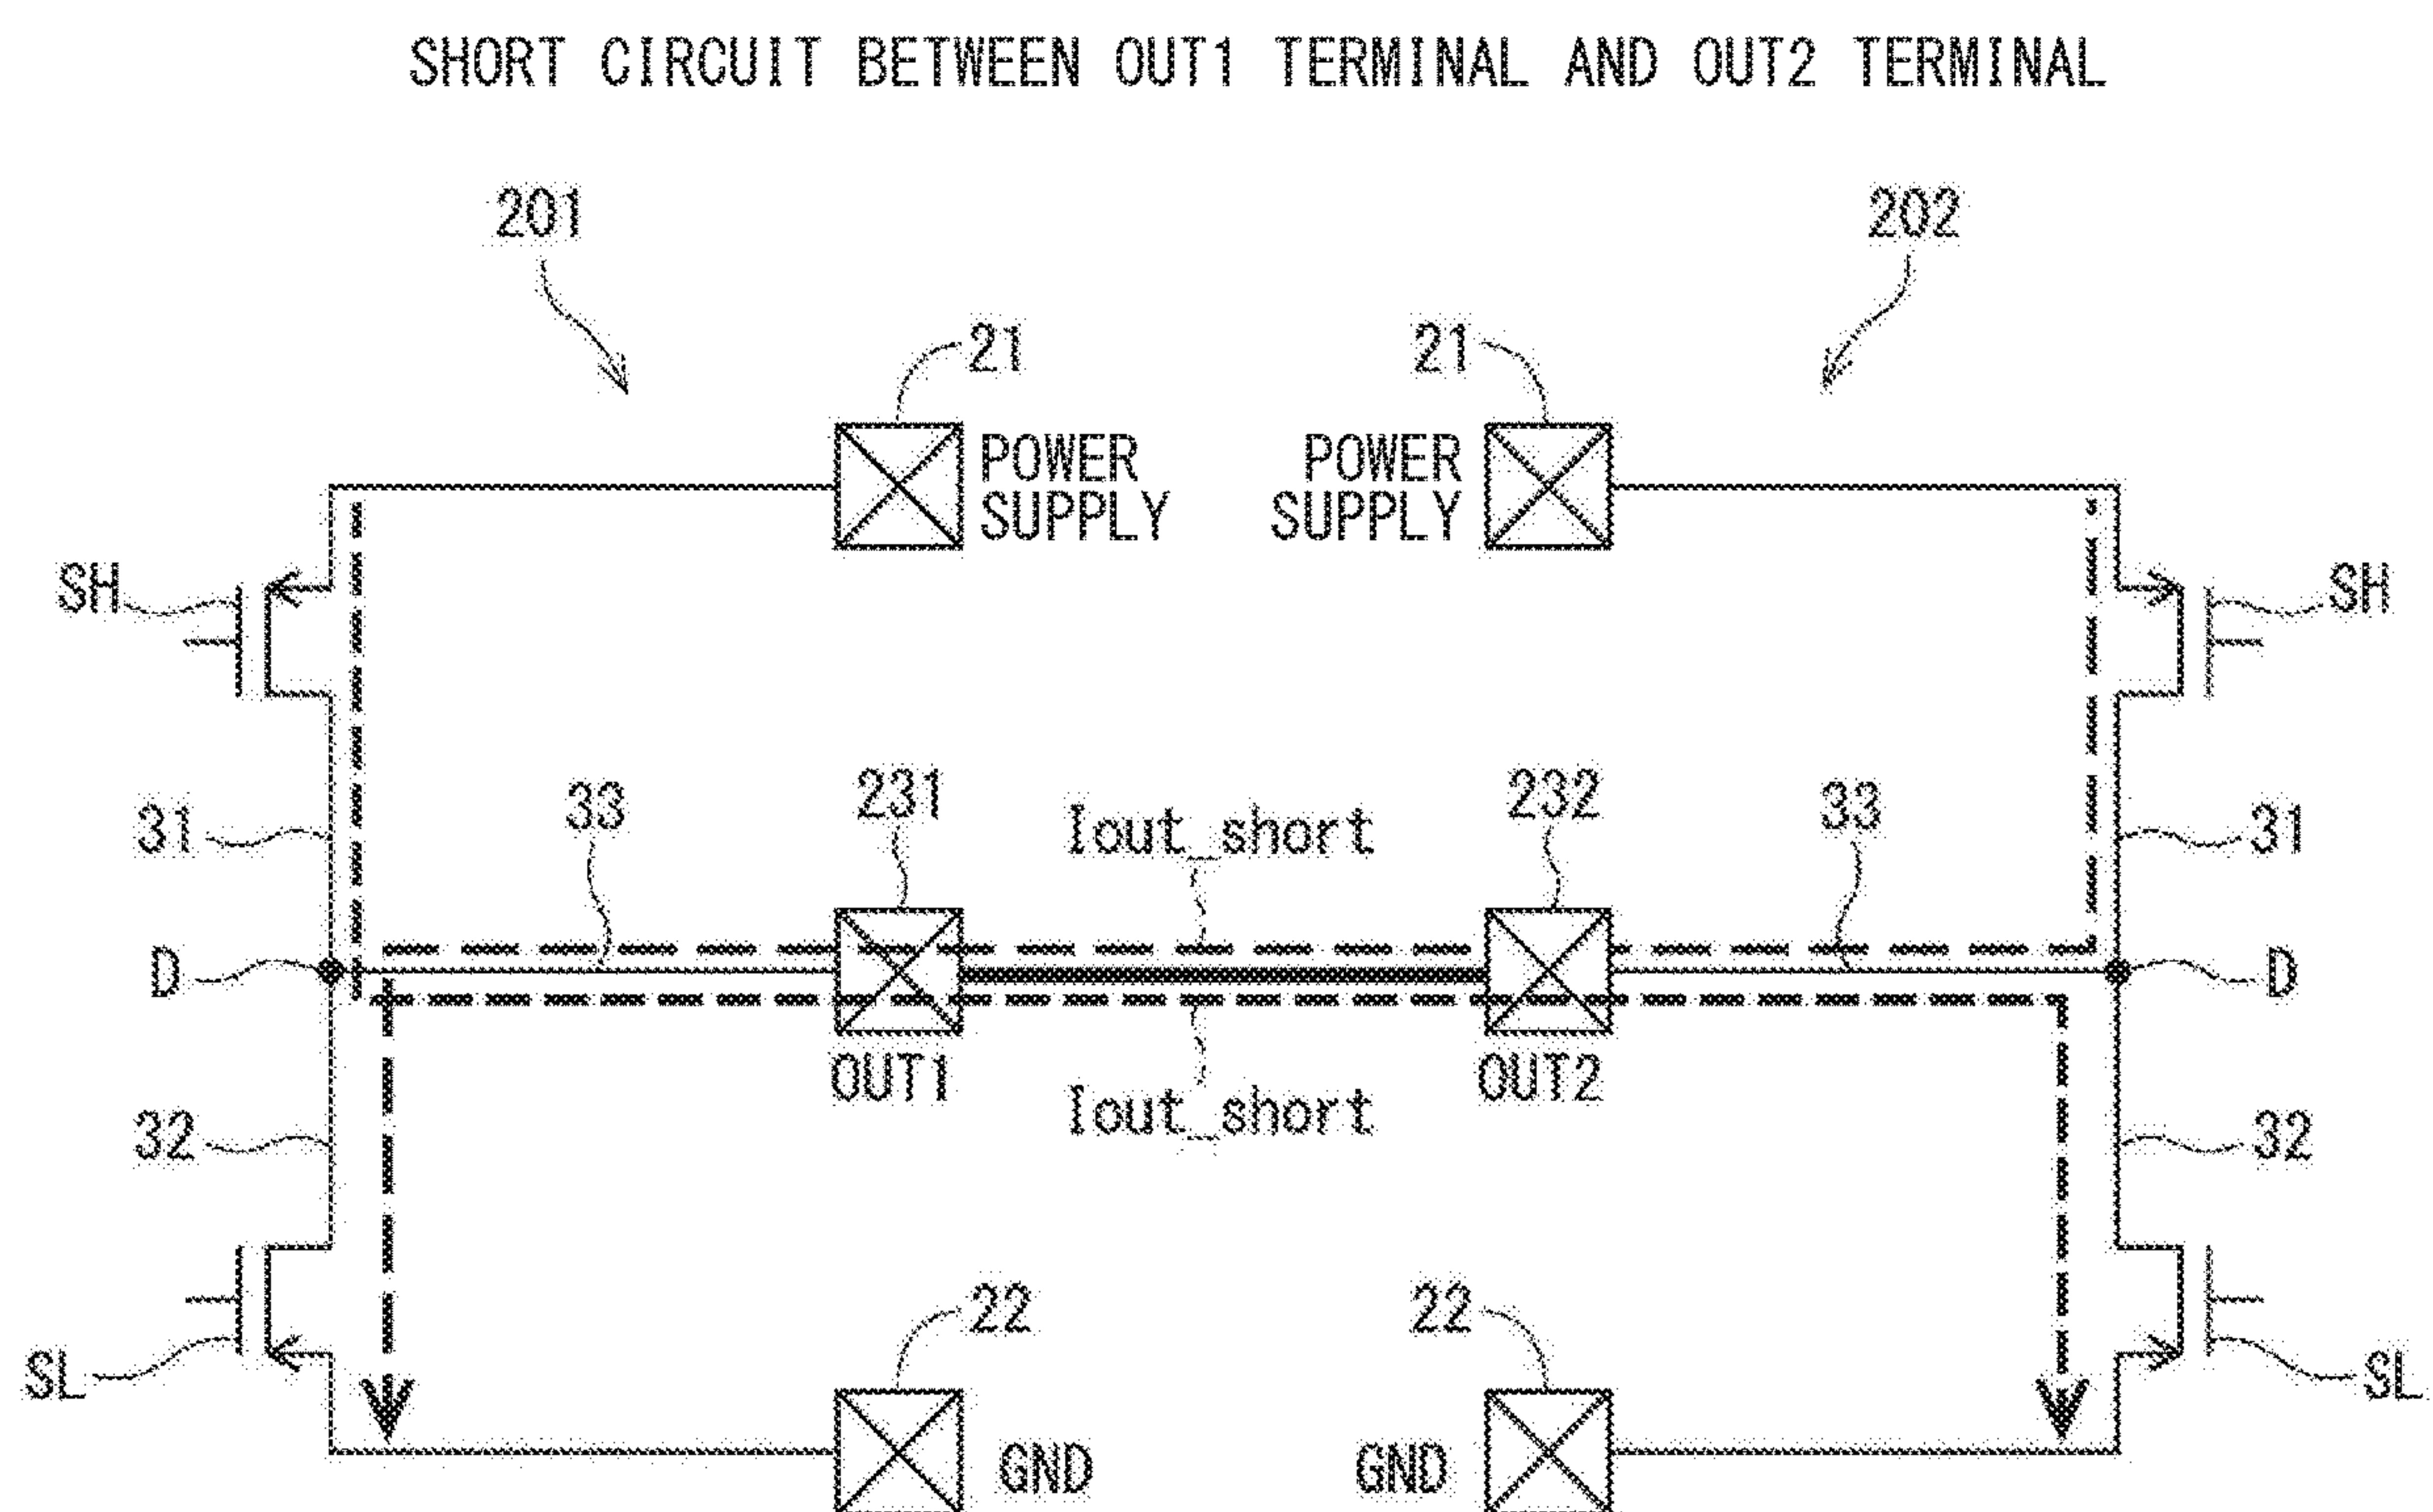 SHORT CIRCUIT BETWEEN OUT1 TERMINAL AND OUT2 TERMINAL
201
202
21
21
POWER
SUPPLY
POWER
SUPPLY
SH
SH
31
33
231
Iout_short
232
33
31
D
D
OUT1
Iout_short
OUT2
32
32
22
22
SL
SL
GND
GND